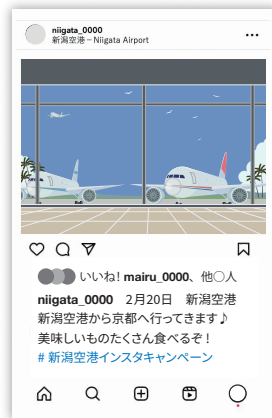 niigata_0000
新潟空港－Niigata Airport
いいね! mairu_0000、他〇人
niigata_0000 2月20日 新潟空港
新潟空港から京都へ行ってきます♪
美味しいものたくさん食べるぞ！
# 新潟空港インスタキャンペーン